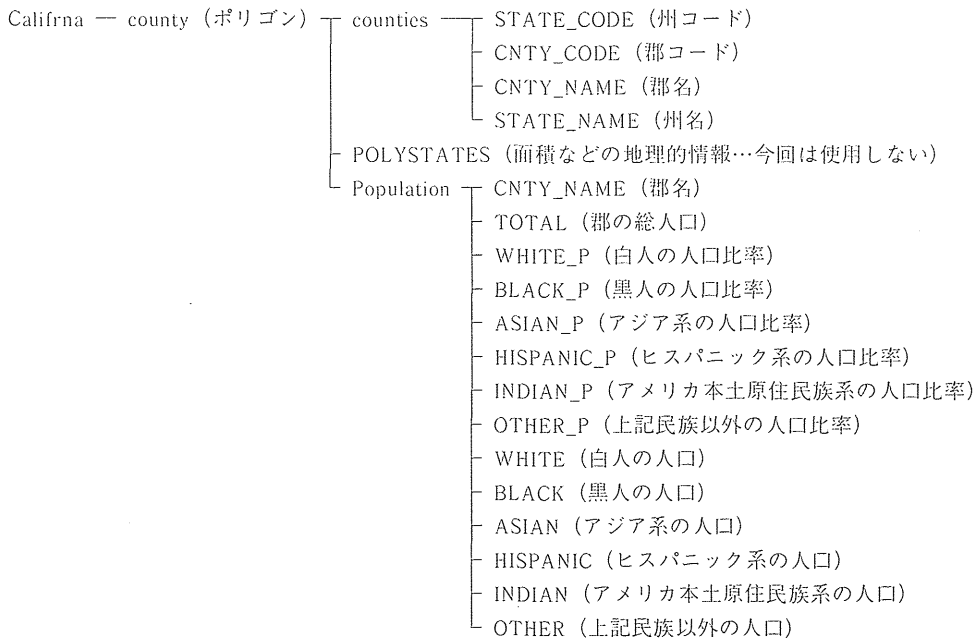 Califrna — county（ポリゴン） counties STATE_CODE（州コード）
CNTY_CODE（郡コード）
CNTY_NAME（郡名）
STATE_NAME（州名）
POLYSTATES（面積などの地理的情報…今回は使用しない）
Population CNTY_NAME（郡名）
TOTAL（郡の総人口）
WHITE_P（白人の人口比率）
BLACK_P（黒人の人口比率）
ASIAN_P（アジア系の人口比率）
HISPANIC_P（ヒスパニック系の人口比率）
INDIAN_P（アメリカ本土原住民族系の人口比率）
OTHER_P（上記民族以外の人口比率）
WHITE（白人の人口）
BLACK（黒人の人口）
ASIAN（アジア系の人口）
HISPANIC（ヒスパニック系の人口）
INDIAN（アメリカ本土原住民族系の人口）
OTHER（上記民族以外の人口）